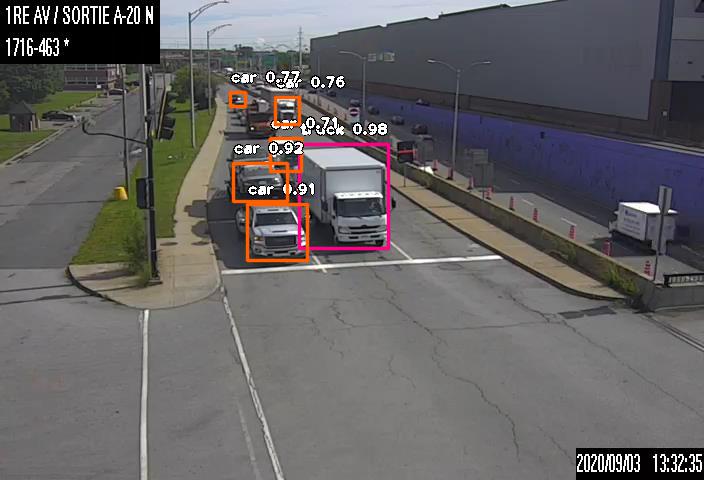 1RE AV / SORTIE A-20 N
1716-463 *
car 0.77
car 0.76
car 0.71
truck 0.98
car 0.92
car 0.91
2020/09/03 13:32:35